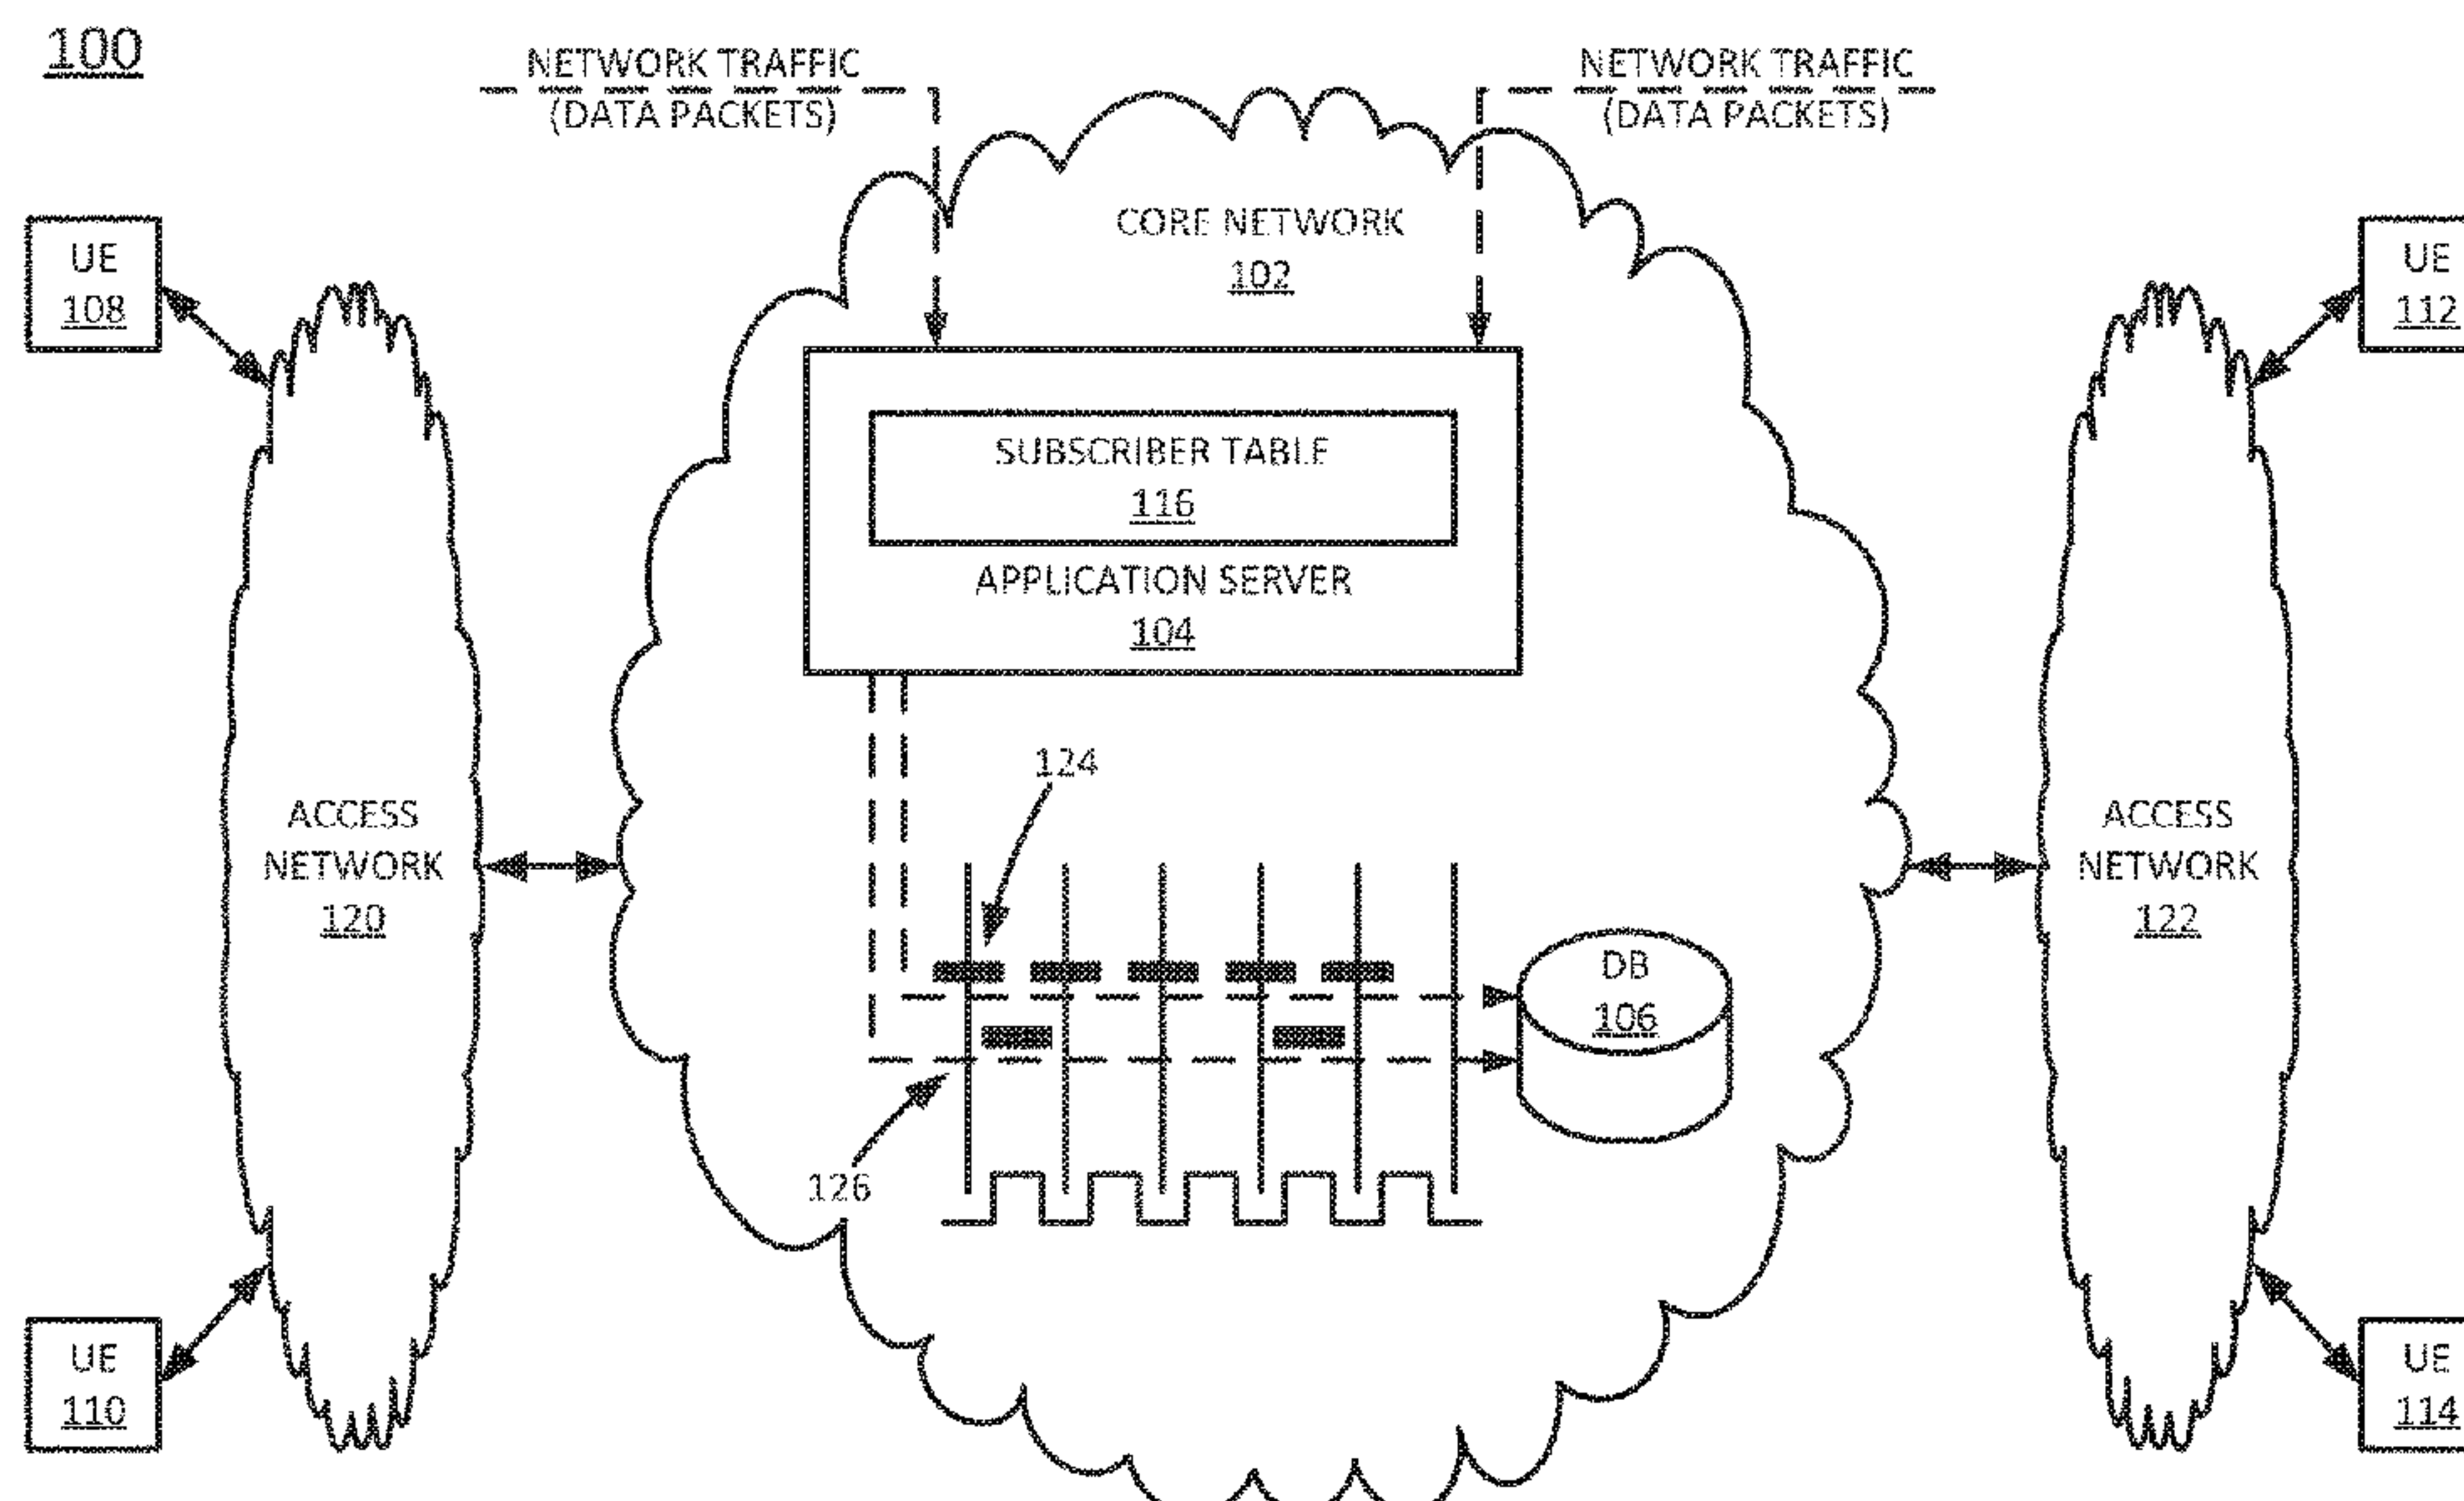 100
NETWORK TRAFFIC
(DATA PACKETS)
NETWORK TRAFFIC
(DATA PACKETS)
CORE NETWORK
102
UE
108
UE
112
SUBSCRIBER TABLE
116
APPLICATION SERVER
104
124
ACCESS
NETWORK
120
ACCESS
NETWORK
122
DB
106
126
UE
110
UE
114